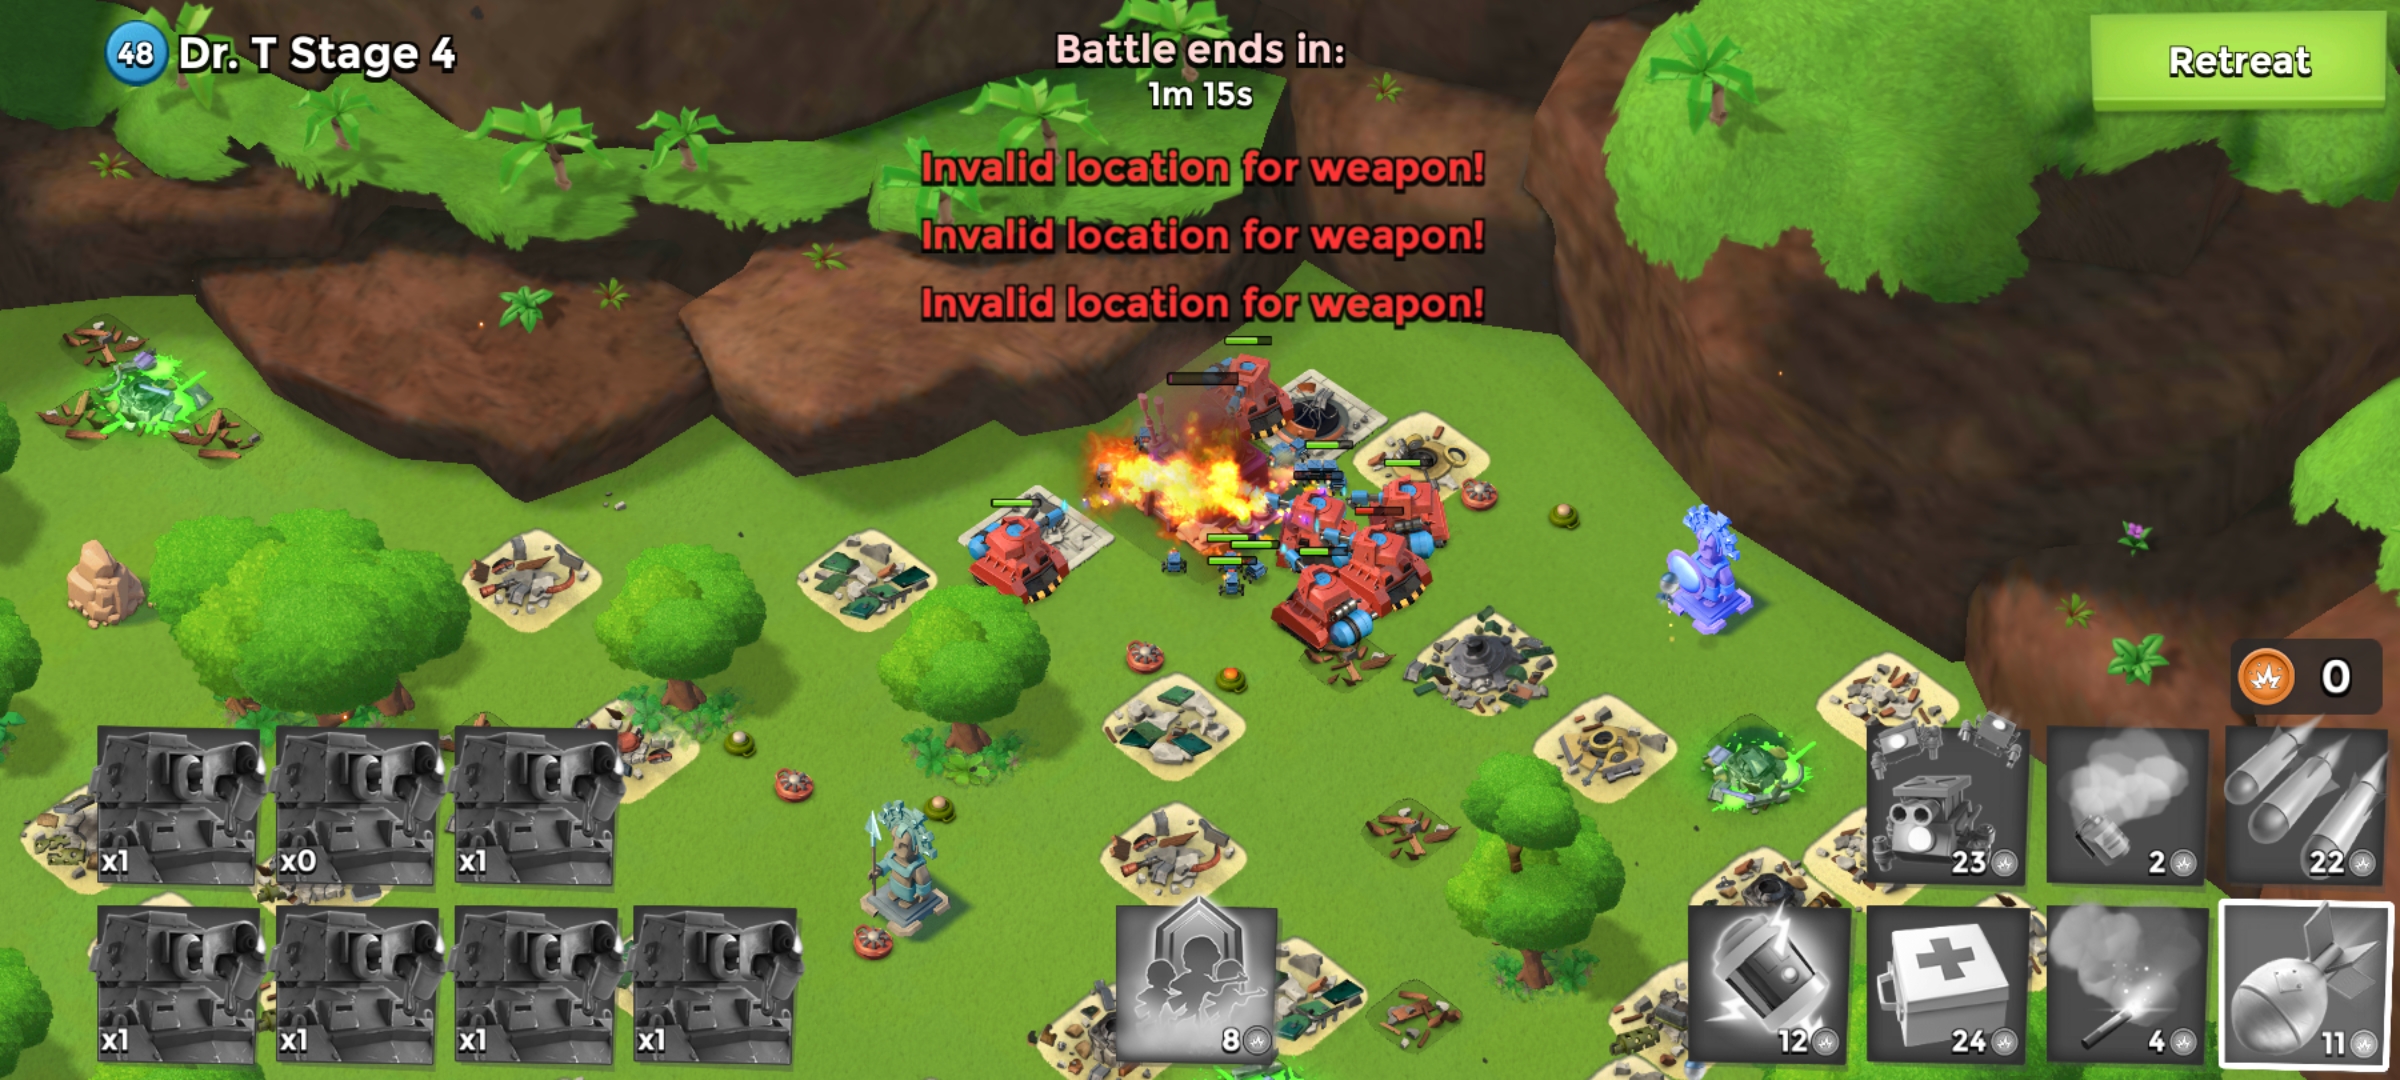 48 Dr. T Stage 4
Battle ends in:
1m 15s
Retreat
Invalid location for weapon!
Invalid location for weapon!
Invalid location for weapon!
0
x1 x0 x1
23 2 22
x1 x1 x1 x1
8
12 24 4 11